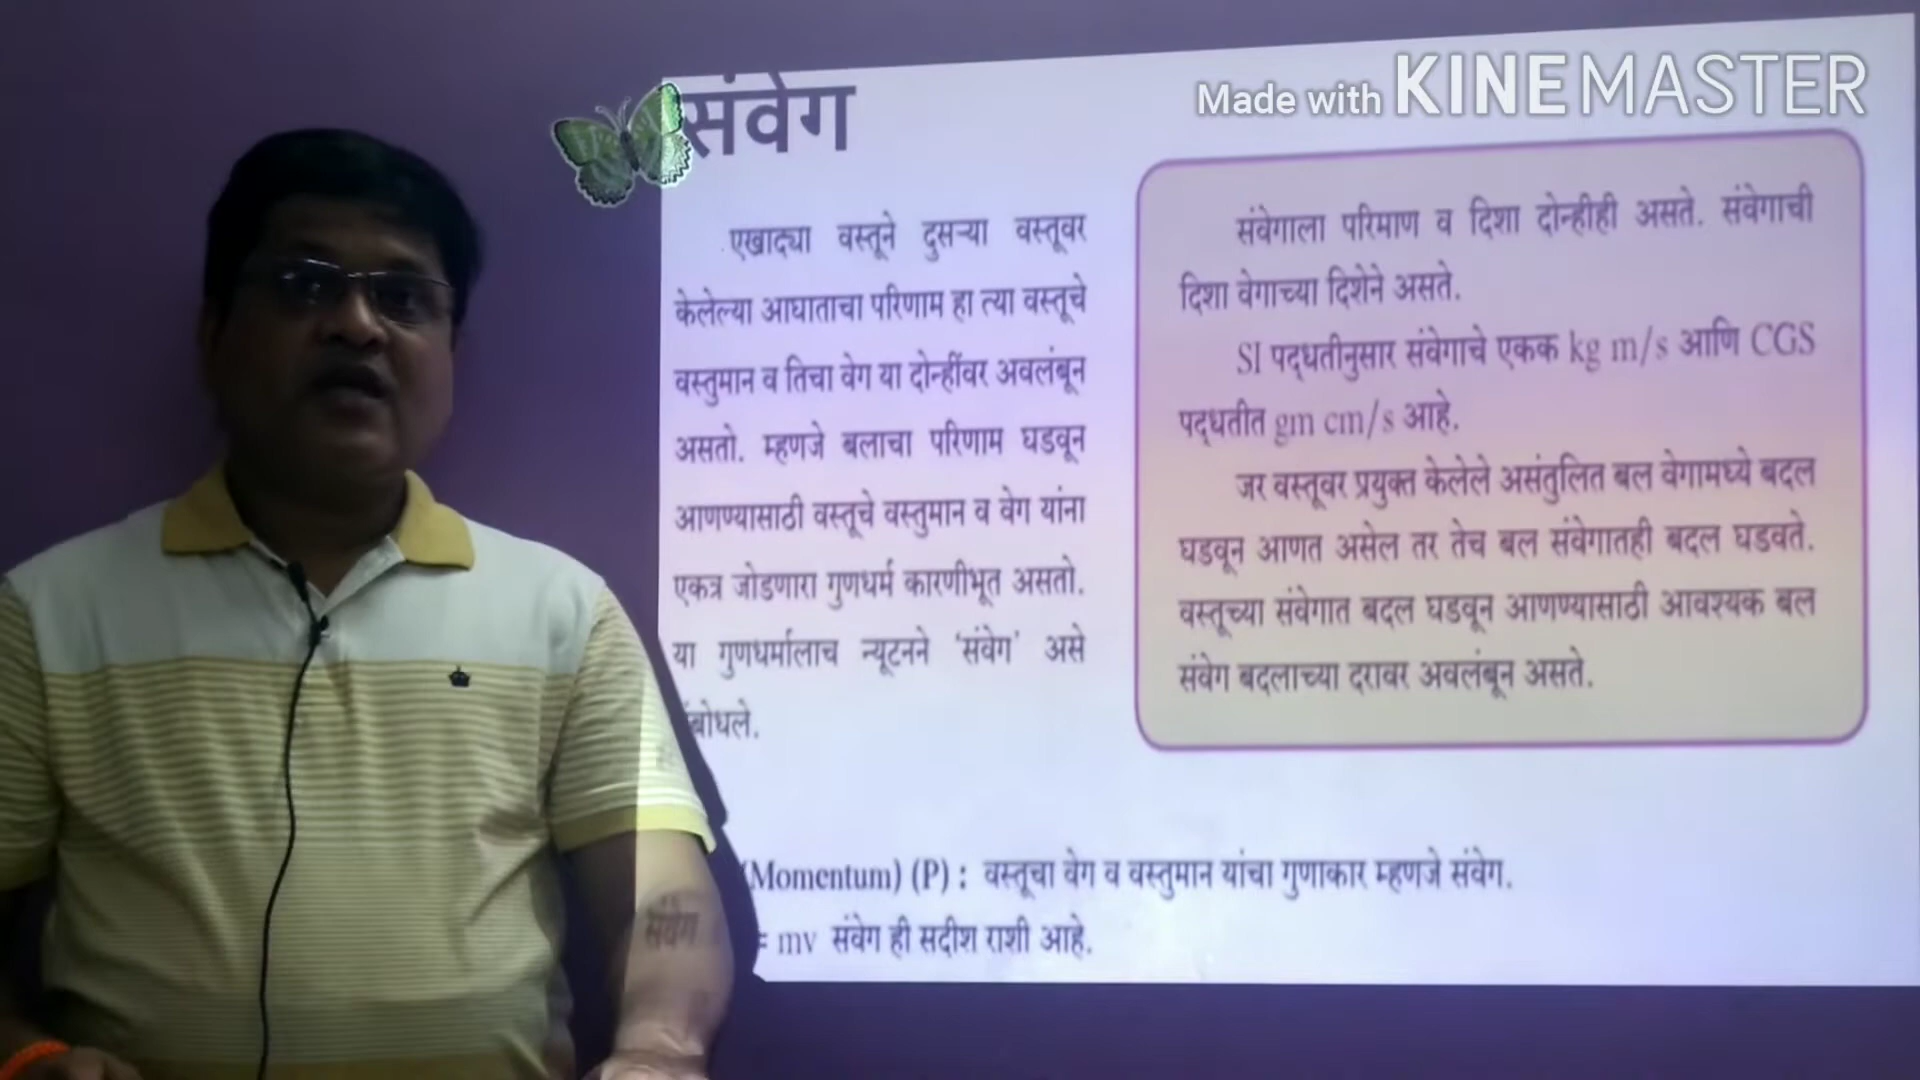 Made with KINEMASTER
संवेग
एखाद्या वस्तूने दुसऱ्या वस्तूवर
केलेल्या आघाताचा परिणाम हा त्या वस्तूचे
वस्तुमान व तिचा वेग या दोन्हींवर अवलंबून
असतो. म्हणजे बलाचा परिणाम घडवून
आणण्यासाठी वस्तूचे वस्तुमान व वेग यांना
एकत्र जोडणारा गुणधर्म कारणीभूत असतो.
या गुणधर्मालाच न्यूटनने ‘संवेग’ असे
बोधले.
संवेगाला परिमाण व दिशा दोन्हीही असते. संवेगाची
दिशा वेगाच्या दिशेने असते.
SI पद्धतीनुसार संवेगाचे एकक kg m/s आणि CGS
पद्धतीत gm cm/s आहे.
जर वस्तूवर प्रयुक्त केलेले असंतुलित बल वेगामध्ये बदल
घडवून आणत असेल तर तेच बल संवेगातही बदल घडवते.
वस्तूच्या संवेगात बदल घडवून आणण्यासाठी आवश्यक बल
संवेग बदलाच्या दरावर अवलंबून असते.
संवेग (Momentum) (P) : वस्तूचा वेग व वस्तुमान यांचा गुणाकार म्हणजे संवेग.
= mv संवेग ही सदीश राशी आहे.